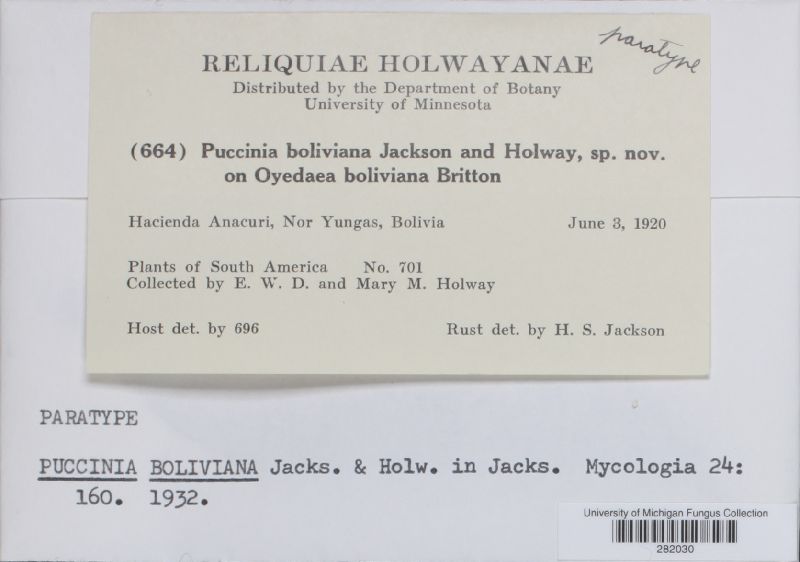 paratype
RELIQUIAE HOLWAYANAE
Distributed by the Department of Botany
University of Minnesota
(664) Puccinia boliviana Jackson and Holway, sp. nov.
on Oyedaea boliviana Britton
Hacienda Anacuri, Nor Yungas, Bolivia June 3, 1920
Plants of South America No. 701
Collected by E. W. D. and Mary M. Holway
Host det. by 696 Rust det. by H. S. Jackson
PARATYPE
PUCCINIA BOLIVIANA Jacks. & Holw. in Jacks. Mycologia 24:
160. 1932.
University of Michigan Fungus Collection
282030